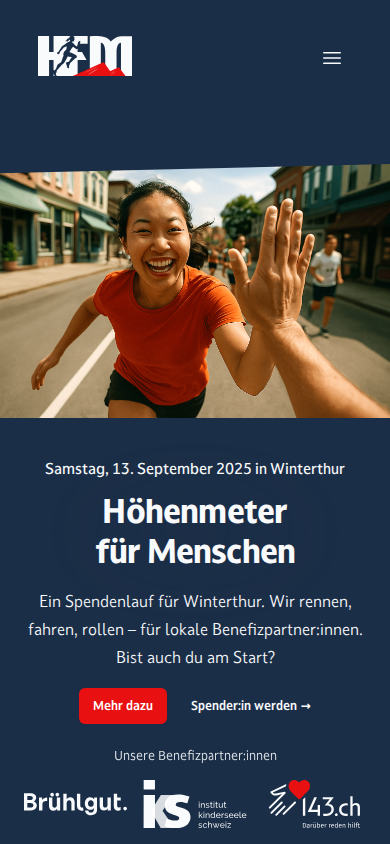 HFM
Samstag, 13. September 2025 in Winterthur
Höhenmeter
für Menschen
Ein Spendenlauf für Winterthur. Wir rennen,
fahren, rollen – für lokale Benefizpartner:innen.
Bist auch du am Start?
Mehr dazu
Spender:in werden →
Unsere Benefizpartner:innen
Brühlgut.
iks
institut
kinderseele
schweiz
143.ch
Darüber reden hilft